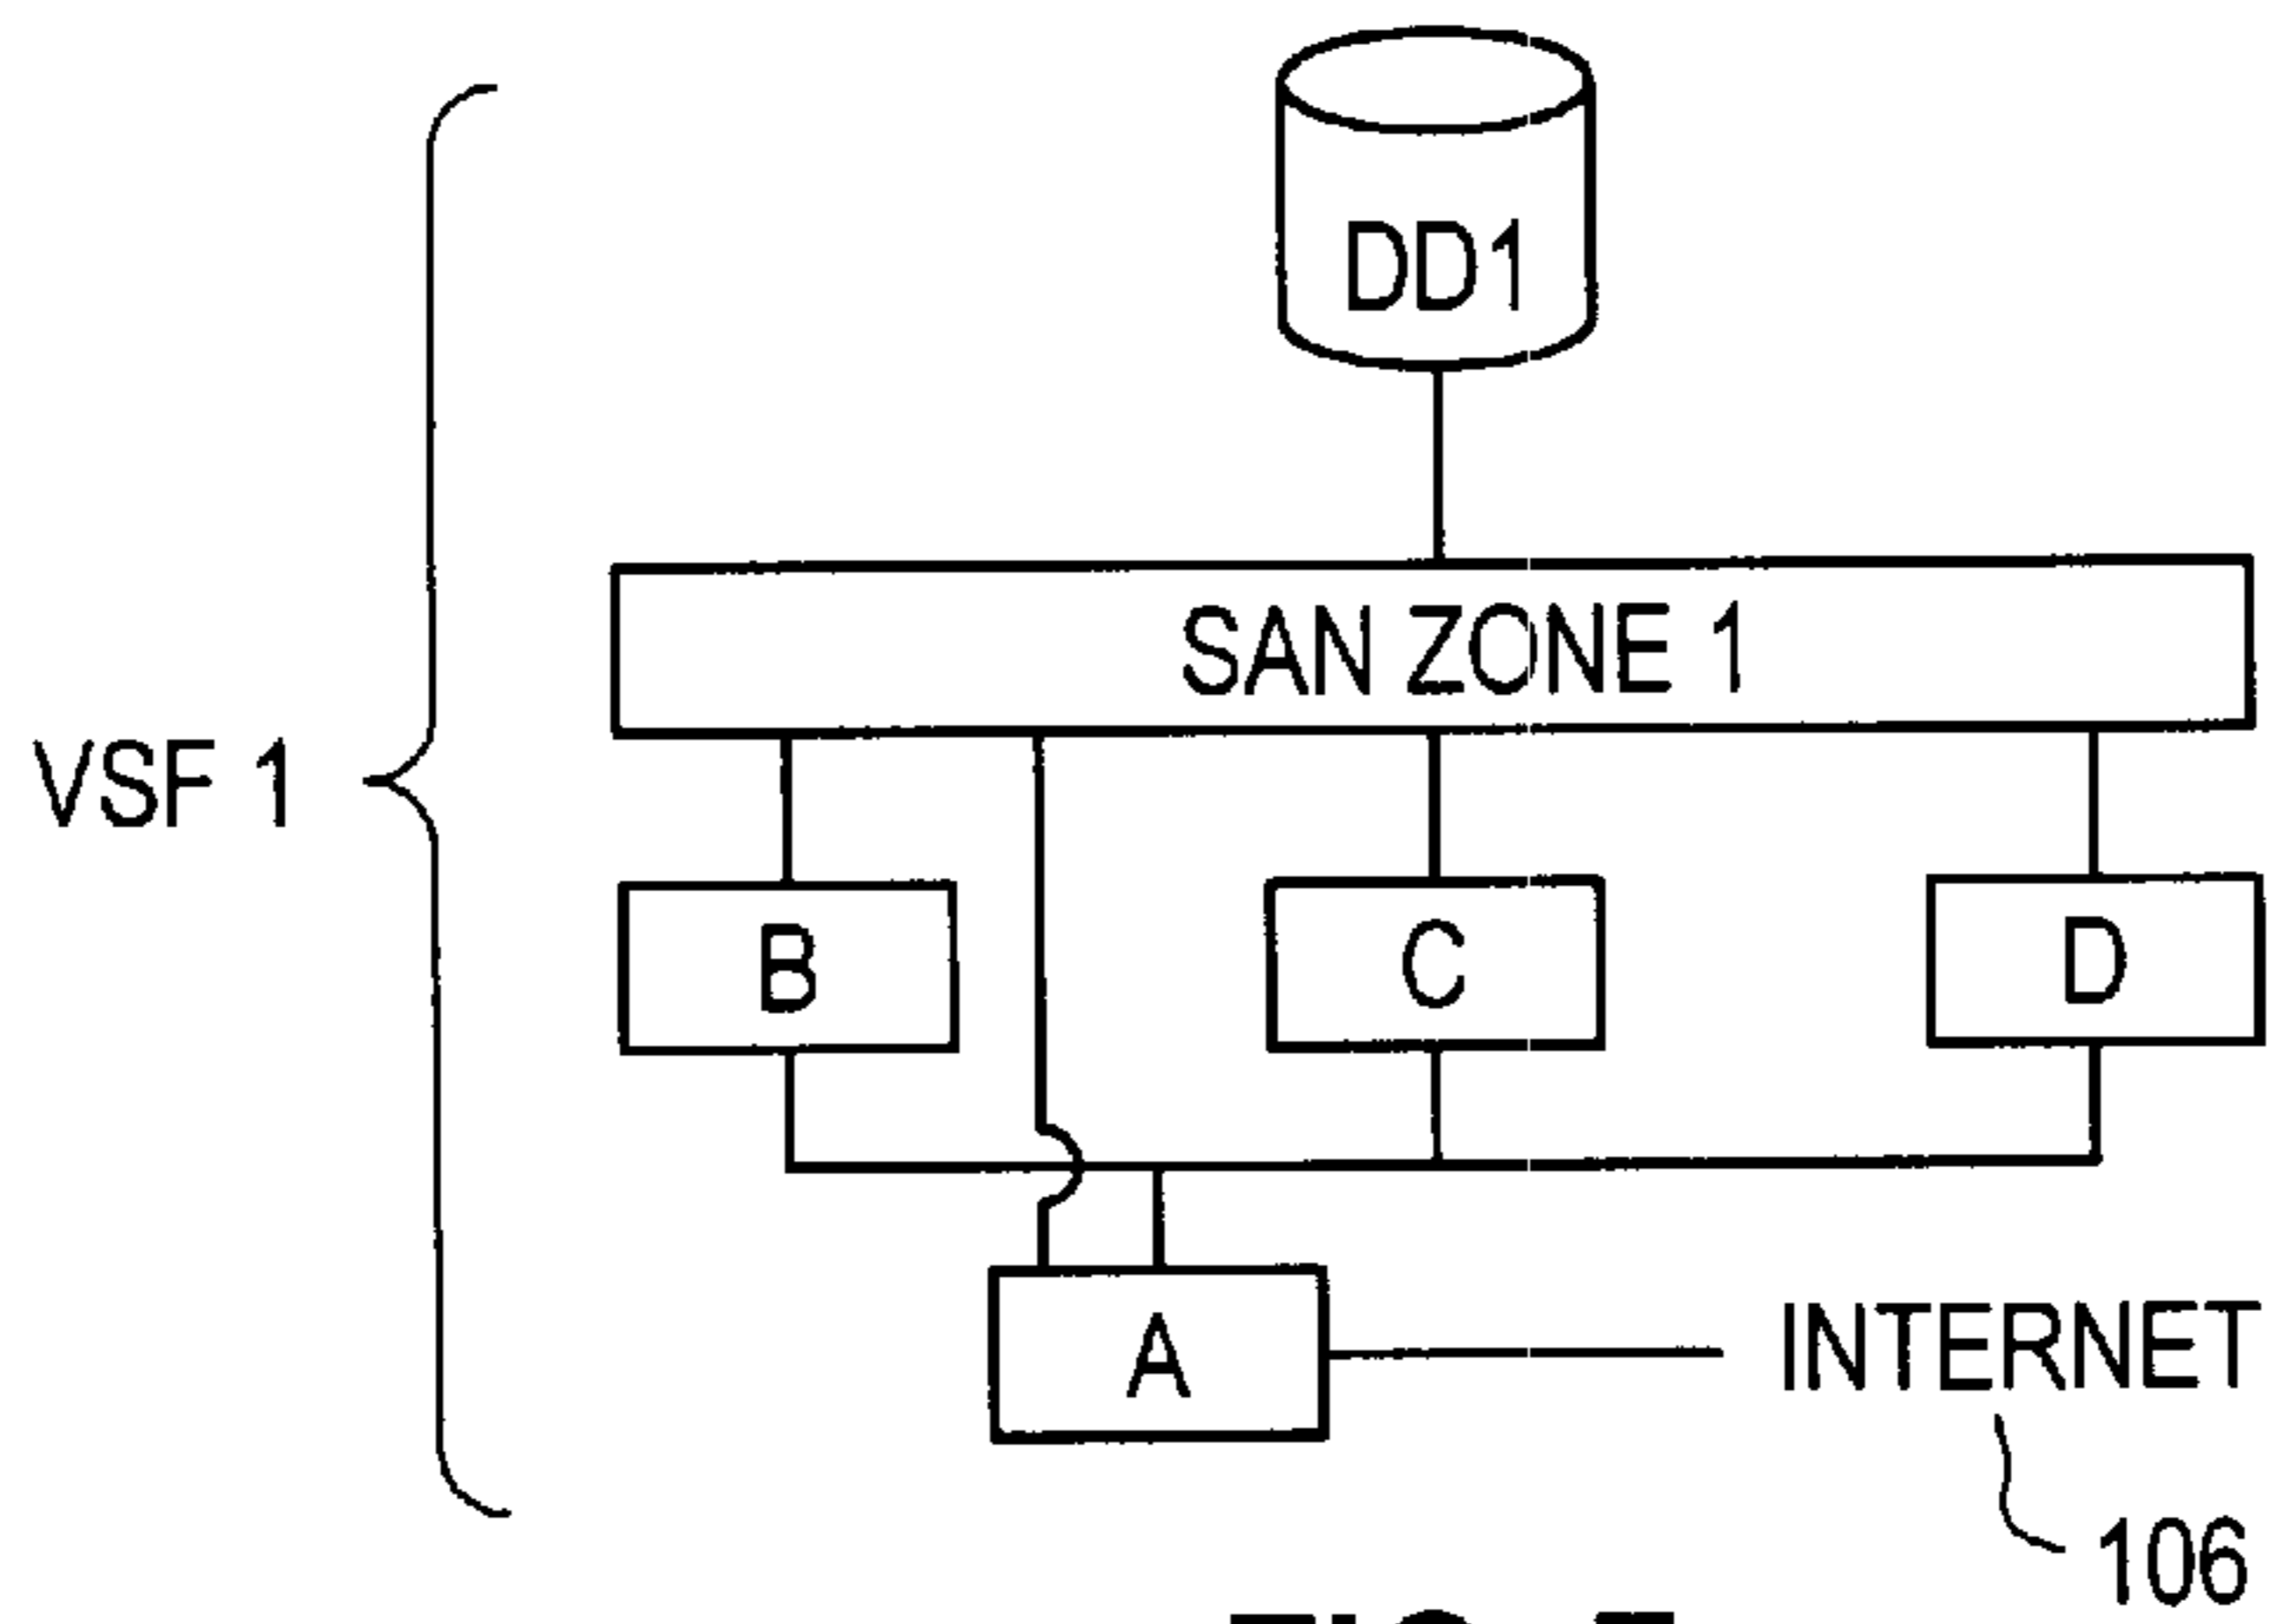 DD1
SAN ZONE 1
VSF 1
B
C
D
A
INTERNET
106